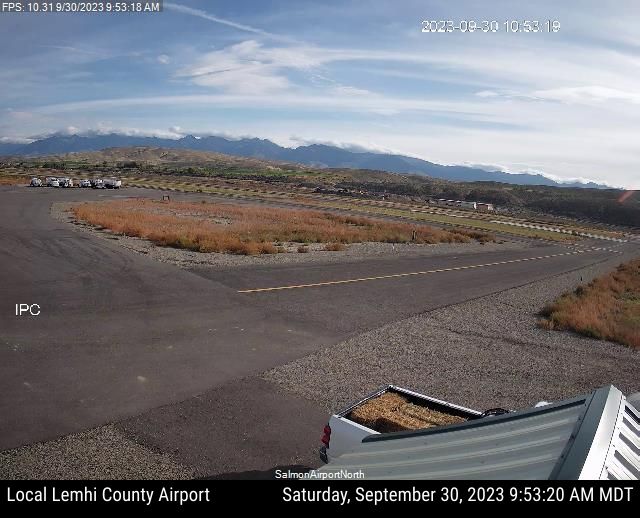 FPS: 10.31 9/30/2023 9:53:18 AM
2023-09-30 10:53:19
IPC
SalmonAirportNorth
Local Lemhi County Airport Saturday, September 30, 2023 9:53:20 AM MDT